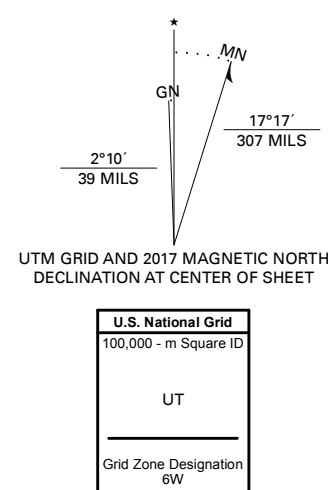 MN
GN
17°17´
307 MILS
2°10´
39 MILS
UTM GRID AND 2017 MAGNETIC NORTH
DECLINATION AT CENTER OF SHEET
U.S. National Grid
100,000 - m Square ID
UT
Grid Zone Designation
6W